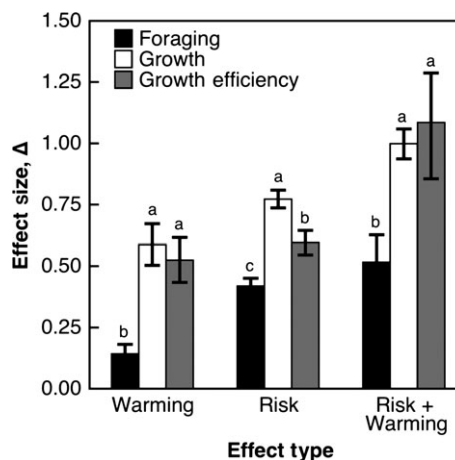 1.50
Foraging
Growth
Growth efficiency
1.25
1.00
0.75
0.50
0.25
0.00
Effect size, Δ
b
a
a
c
a
b
b
a
a
Warming
Risk
Risk +
Warming
Effect type